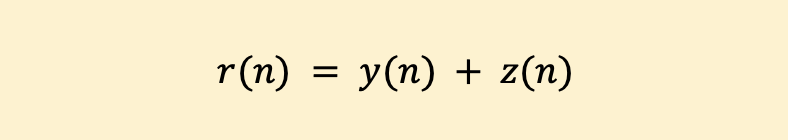 r(n) = y(n) + z(n)